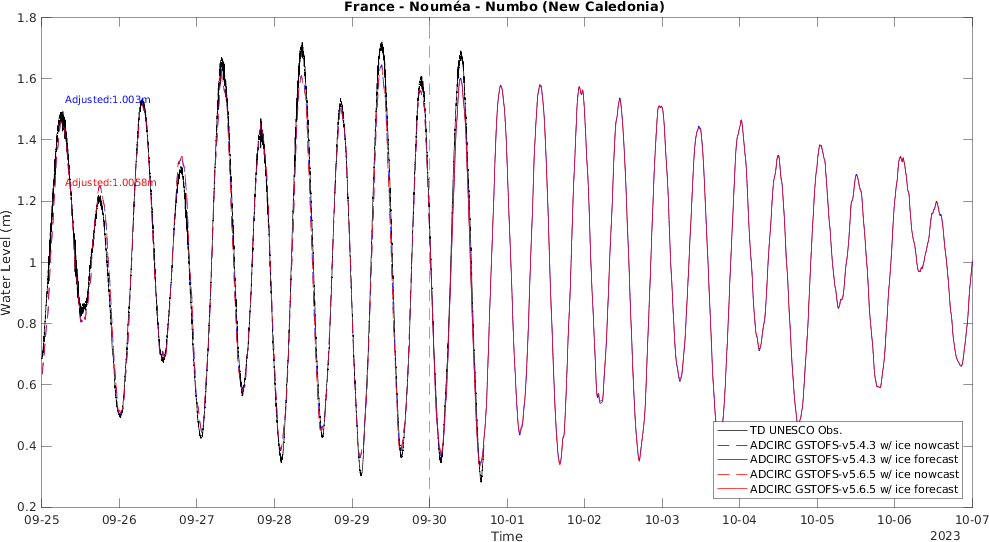 France - Nouméa - Numbo (New Caledonia)
1.8
1.6
1.4
1.2
1
0.8
0.6
0.4
0.2
Water Level (m)
Adjusted:1.003m
Adjusted:1.0058m
TD UNESCO Obs.
ADCIRC GSTOFS-v5.4.3 w/ ice nowcast
ADCIRC GSTOFS-v5.4.3 w/ ice forecast
ADCIRC GSTOFS-v5.6.5 w/ ice nowcast
ADCIRC GSTOFS-v5.6.5 w/ ice forecast
09-25 09-26 09-27 09-28 09-29 09-30 10-01 10-02 10-03 10-04 10-05 10-06 10-07
Time
2023